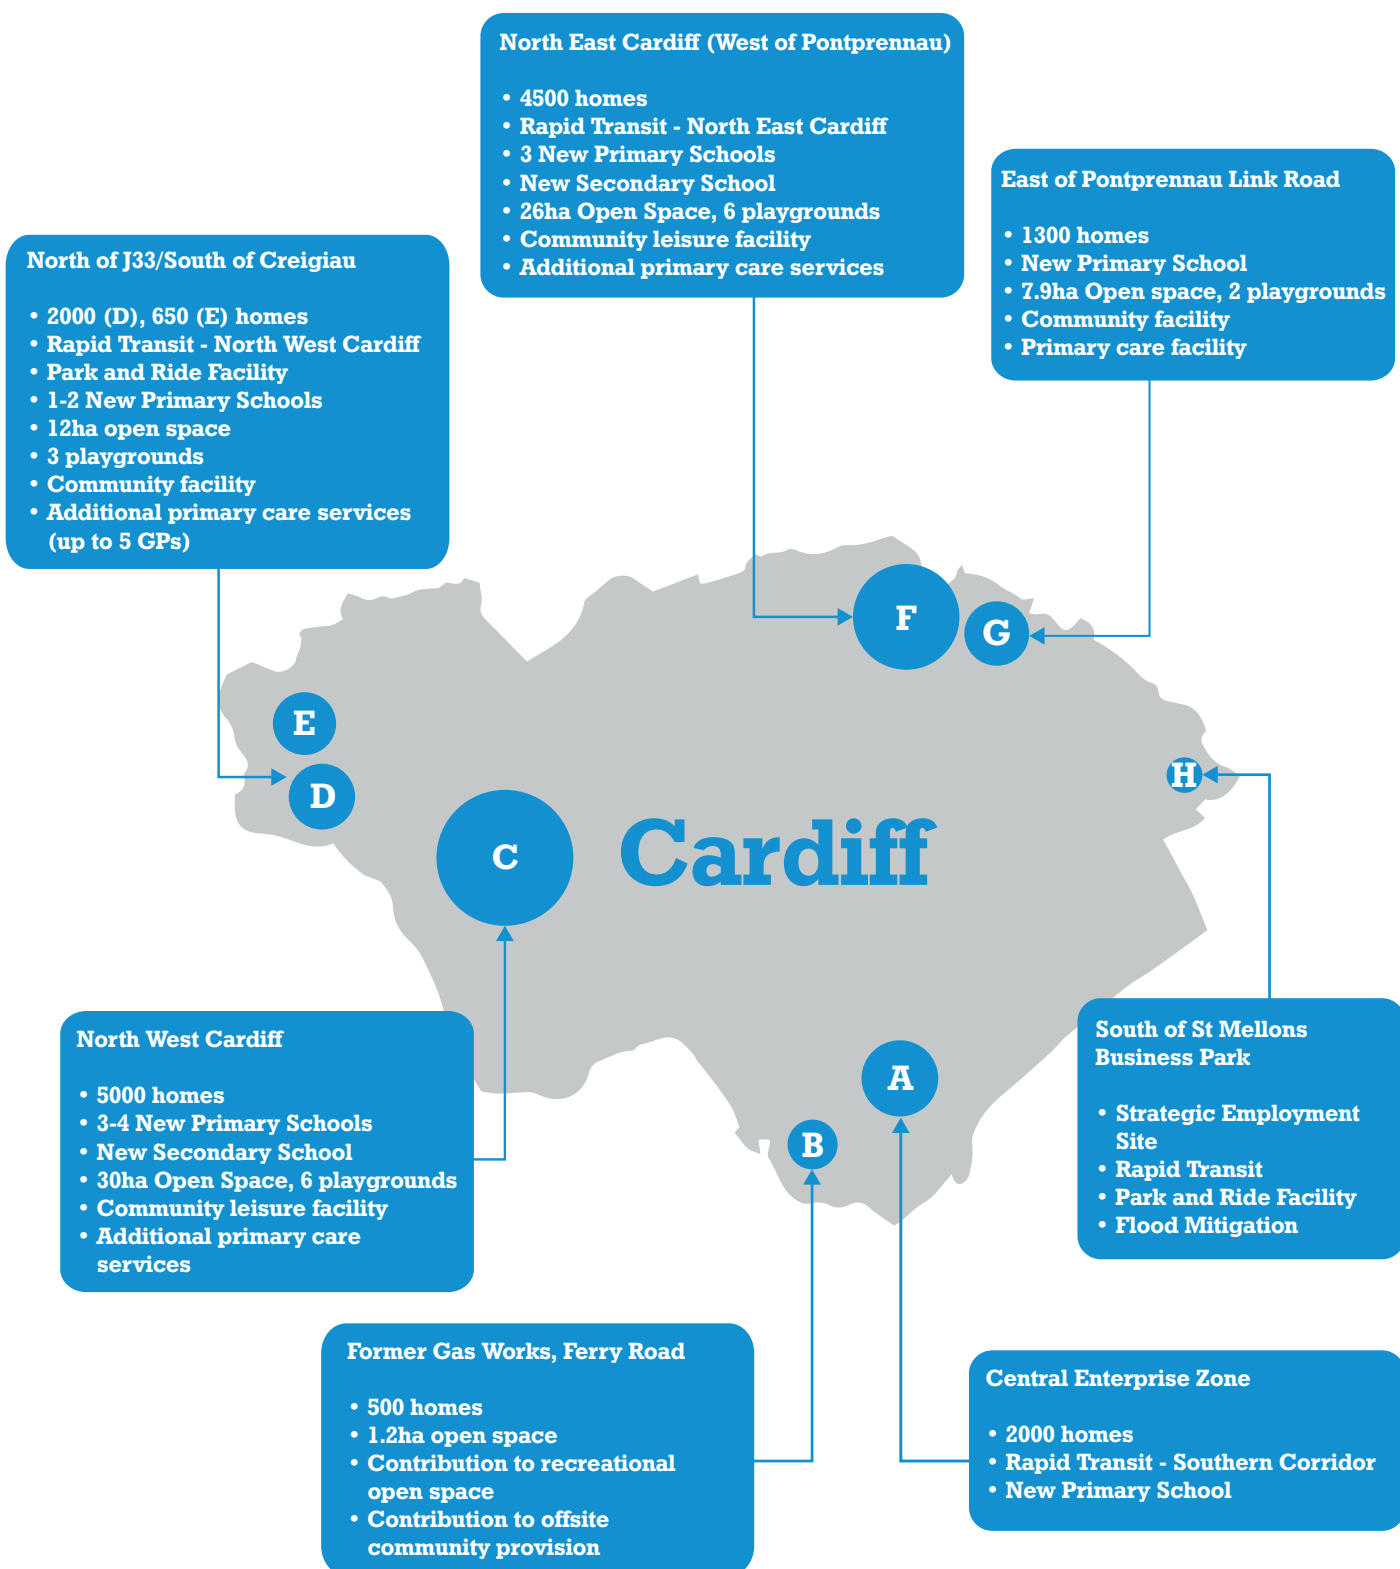 North East Cardiff (West of Pontprennau)
• 4500 homes
• Rapid Transit - North East Cardiff
• 3 New Primary Schools
• New Secondary School
• 26ha Open Space, 6 playgrounds
• Community leisure facility
• Additional primary care services
East of Pontprennau Link Road
• 1300 homes
• New Primary School
• 7.9ha Open space, 2 playgrounds
• Community facility
• Primary care facility
North of J33/South of Creigiau
• 2000 (D), 650 (E) homes
• Rapid Transit - North West Cardiff
• Park and Ride Facility
• 1-2 New Primary Schools
• 12ha open space
• 3 playgrounds
• Community facility
• Additional primary care services
(up to 5 GPs)
F
G
E
D
H
C
Cardiff
A
B
North West Cardiff
• 5000 homes
• 3-4 New Primary Schools
• New Secondary School
• 30ha Open Space, 6 playgrounds
• Community leisure facility
• Additional primary care
services
South of St Mellons
Business Park
• Strategic Employment
Site
• Rapid Transit
• Park and Ride Facility
• Flood Mitigation
Former Gas Works, Ferry Road
• 500 homes
• 1.2ha open space
• Contribution to recreational
open space
• Contribution to offsite
community provision
Central Enterprise Zone
• 2000 homes
• Rapid Transit - Southern Corridor
• New Primary School